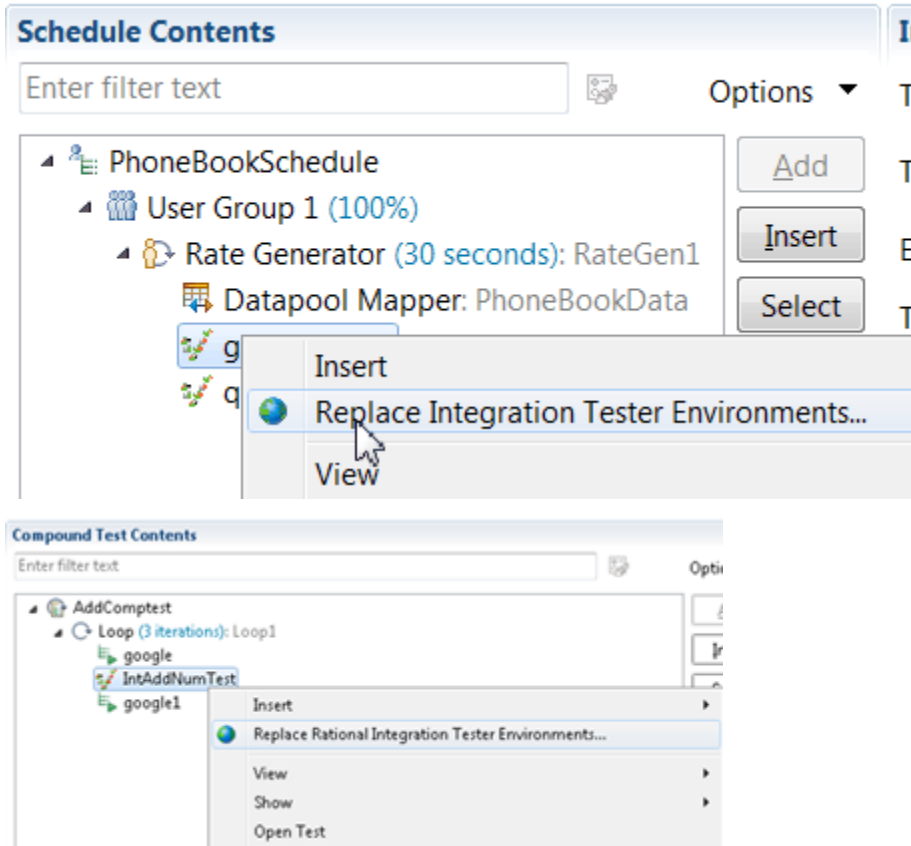 Schedule Contents
Enter filter text
Options
PhoneBookSchedule
Add
User Group 1 (100%)
Insert
Rate Generator (30 seconds): RateGen1
Datapool Mapper: PhoneBookData
Select
g
Insert
q
Replace Integration Tester Environments...
View
Compound Test Contents
Enter filter text
Optio
AddComptest
Loop (3 iterations): Loop1
google
IntAddNumTest
google1
Insert
Replace Rational Integration Tester Environments...
View
Show
Open Test